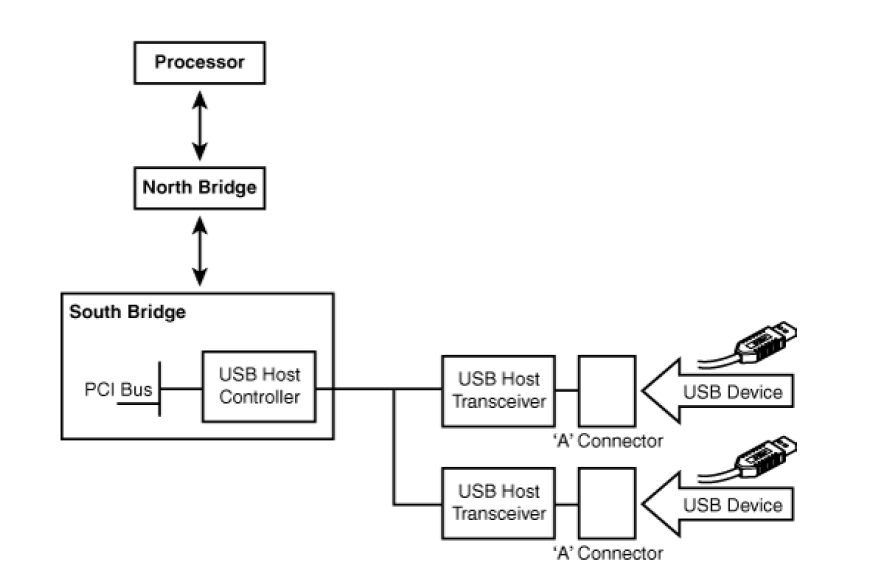 Processor
North Bridge
South Bridge
PCI Bus
USB Host
Controller
USB Host
Transceiver
'A' Connector
USB Device
USB Host
Transceiver
'A' Connector
USB Device